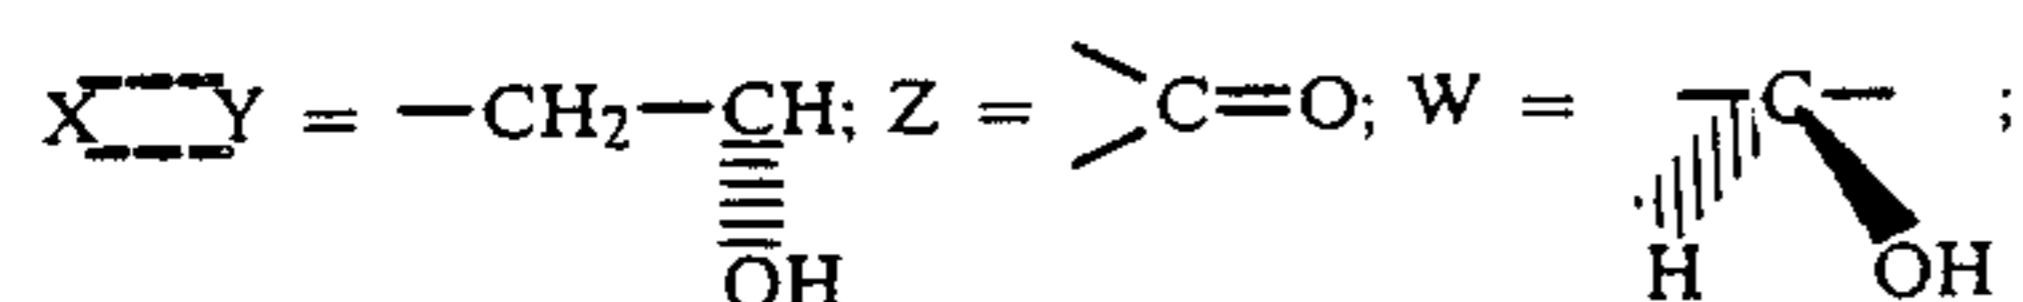 X Y = —CH2—CH; Z = C=O; W = —C— ;
OH H OH